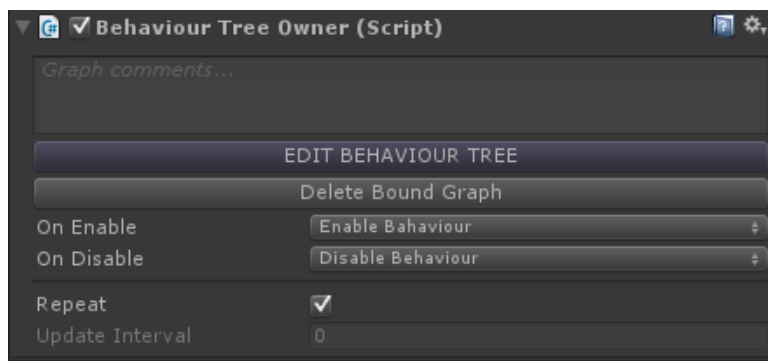 Behaviour Tree Owner (Script)
Graph comments...
EDIT BEHAVIOUR TREE
Delete Bound Graph
On Enable Enable Bahaviour
On Disable Disable Behaviour
Repeat
Update Interval 0